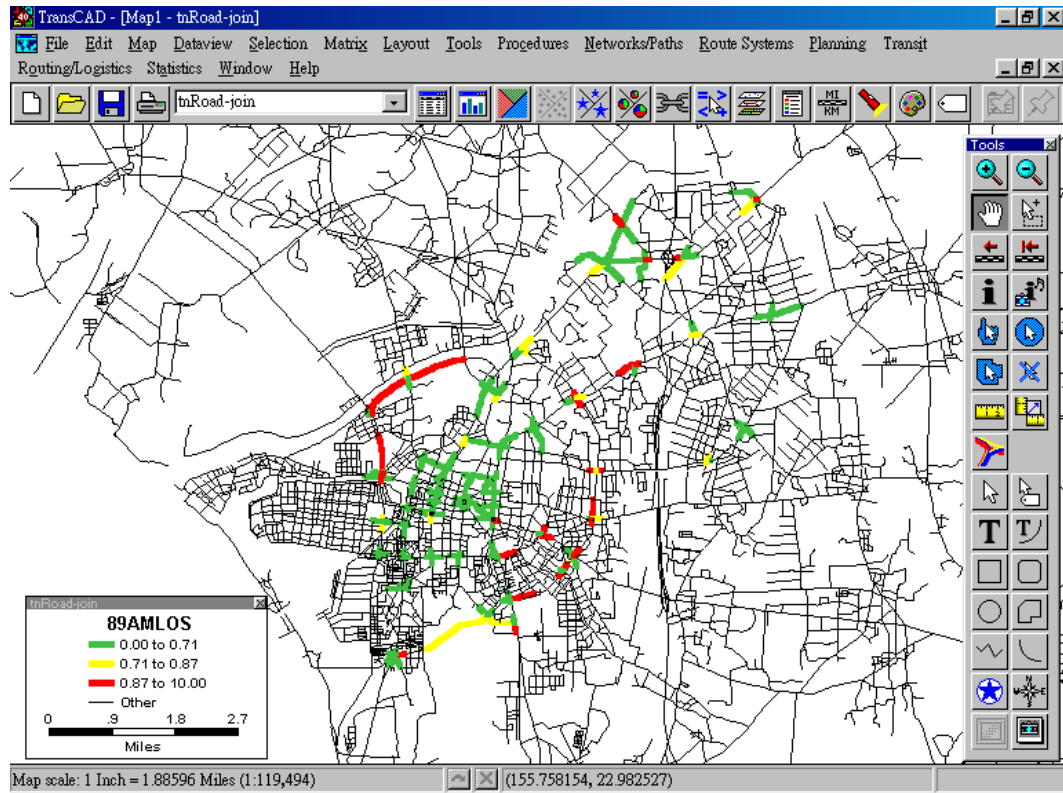 TransCAD - [Map1 - tnRoad-join]
File Edit Map Dataview Selection Matrix Layout Tools Procedures Networks/Paths Route Systems Planning Transit
Routing/Logistics Statistics Window Help
tnRoad-join
MI
KM
Tools
T T
tnRoad-join
89AMLOS
0.00 to 0.71
0.71 to 0.87
0.87 to 10.00
Other
0 .9 1.8 2.7
Miles
Map scale: 1 Inch = 1.88596 Miles (1:119,494) (155.758154, 22.982527)